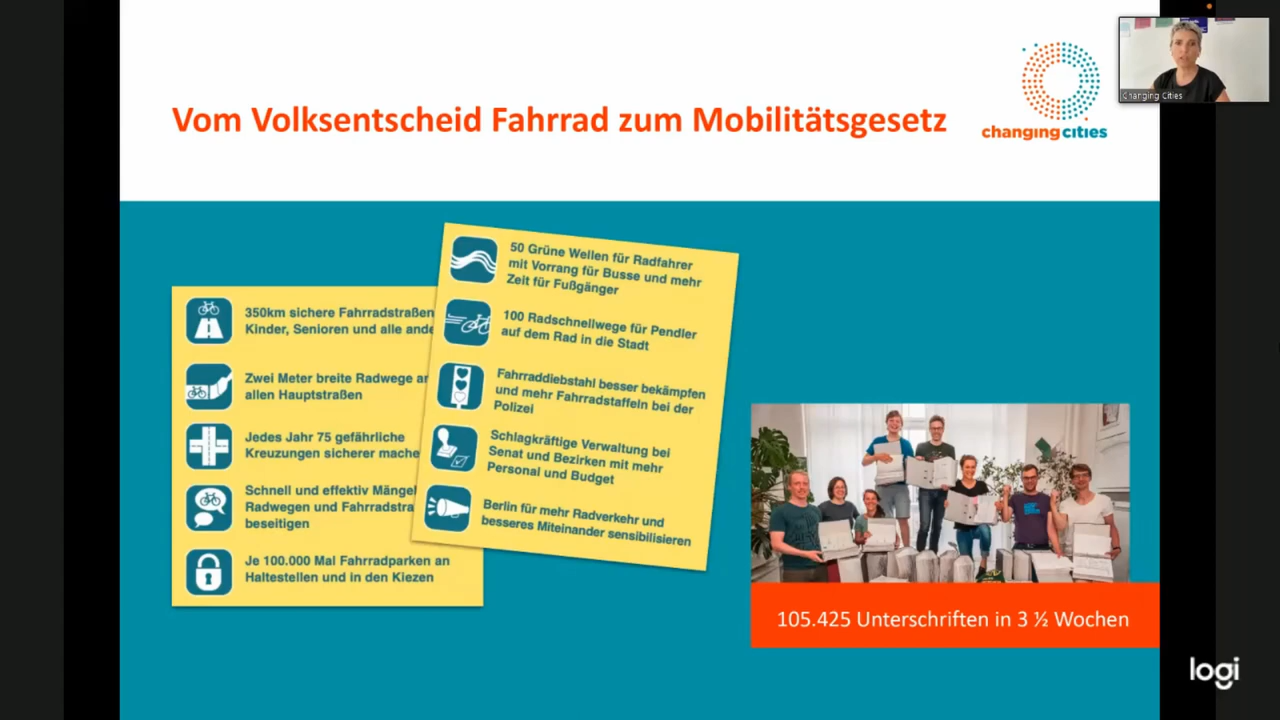 Vom Volksentscheid Fahrrad zum Mobilitätsgesetz
changing cities
Changing Cities
350km sichere Fahrradstraßen
Kinder, Senioren und alle
Zwei Meter breite Radwege
allen Hauptstraßen
Jedes Jahr 75 gefährliche
Kreuzungen sicherer mache
Schnell und effektiv Mängel
Radwegen und
beseitigen
Je 100.000 Mal Fahrradparken an
Haltestellen und in den Kiezen
50 Grüne Wellen für Radfahrer
mit Vorrang für Busse und mehr
Zeit für Fußgänger
100 Radschnellwege für Pendler
auf dem Rad in die Stadt
Fahrraddiebstahl besser bekämpfen
und mehr Fahrradstaffeln bei der
Polizei
Schlagkräftige Verwaltung bei
Senat und Bezirken mit mehr
Personal und Budget
Berlin für mehr Radverkehr und
besseres Miteinander sensibilisieren
105.425 Unterschriften in 3 ½ Wochen
logi